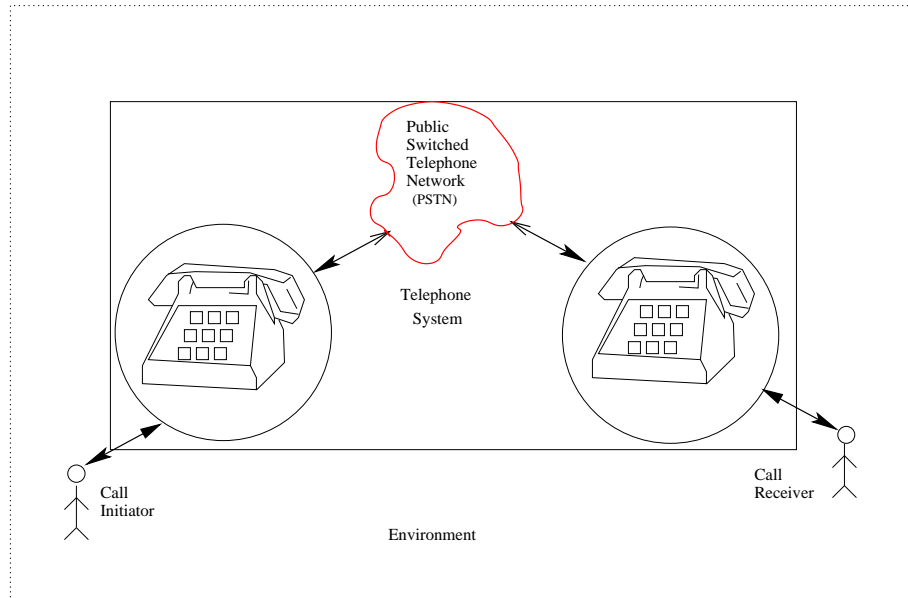 Public
Switched
Telephone
Network
(PSTN)
Telephone
System
Call
Initiator
Call
Receiver
Environment